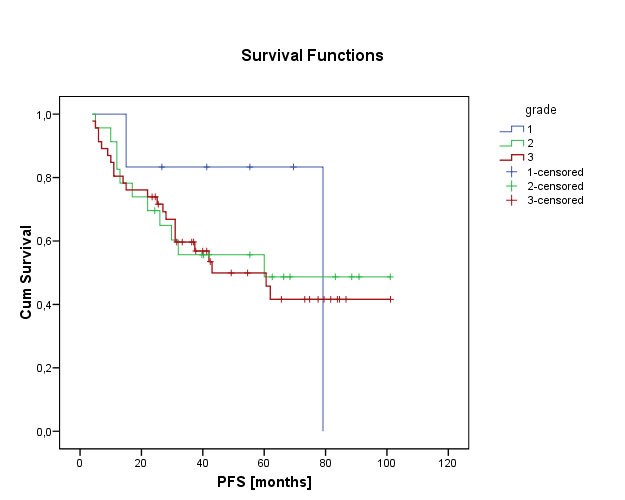 Survival Functions
grade
1
2
3
1-censored
2-censored
3-censored
Cum Survival
1,0
0,8
0,6
0,4
0,2
0,0
0 20 40 60 80 100 120
PFS [months]